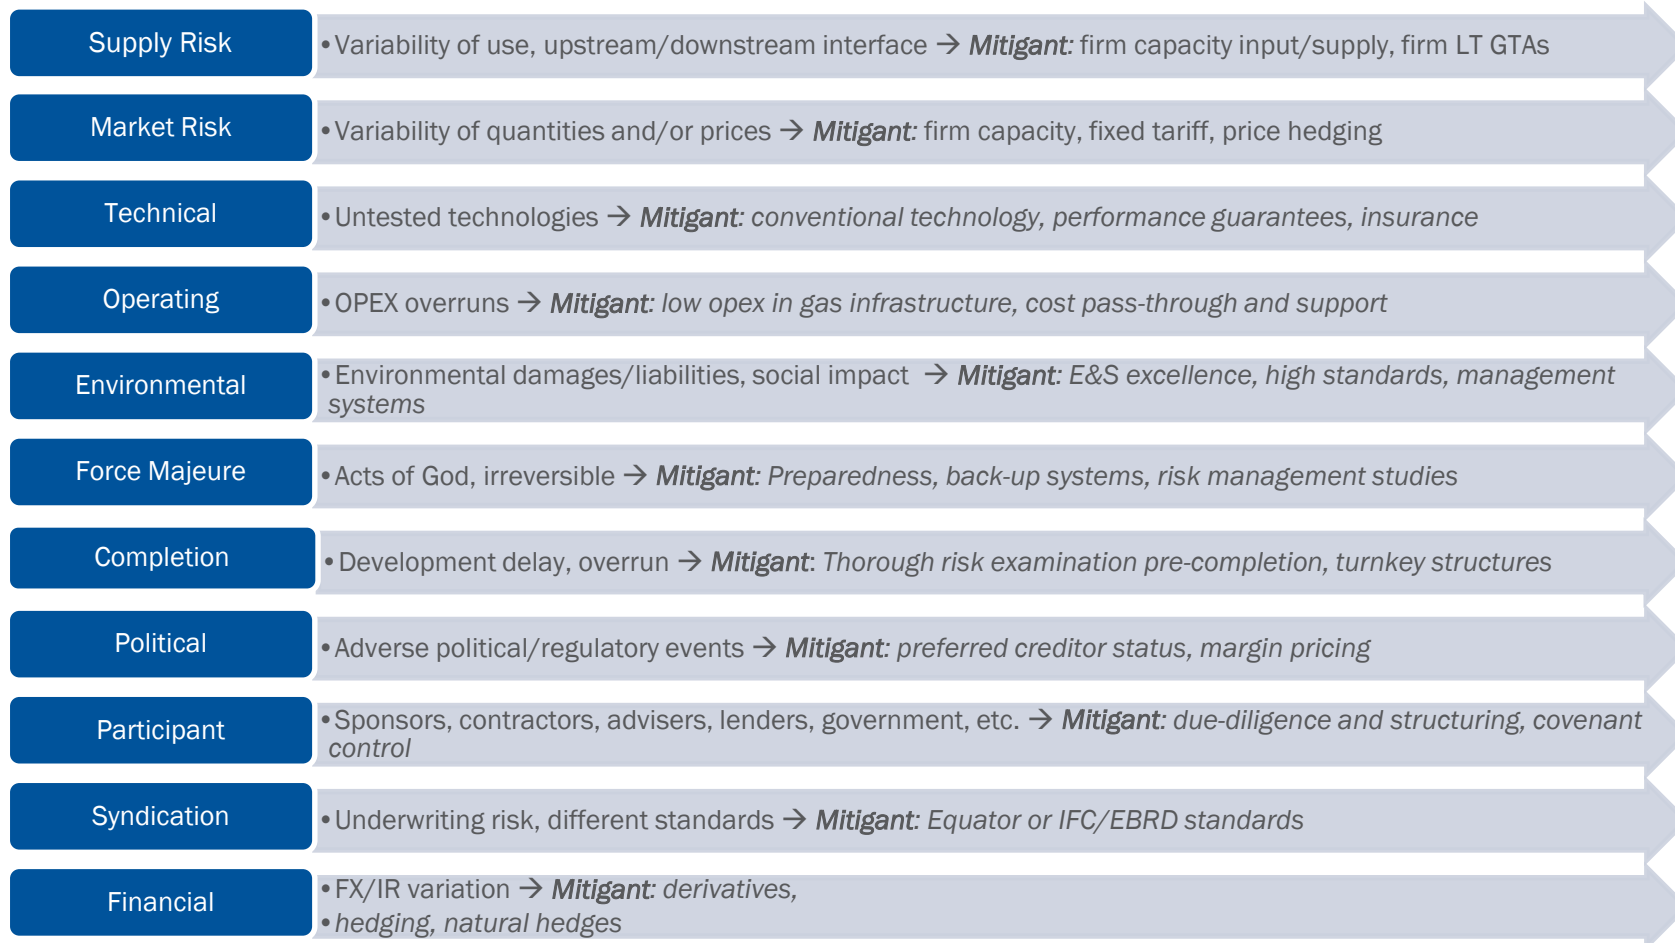 Supply Risk
•Variability of use, upstream/downstream interface → Mitigant: firm capacity input/supply, firm LT GTAs
Market Risk
•Variability of quantities and/or prices → Mitigant: firm capacity, fixed tariff, price hedging
Technical
•Untested technologies → Mitigant: conventional technology, performance guarantees, insurance
Operating
•OPEX overruns → Mitigant: low opex in gas infrastructure, cost pass-through and support
Environmental
•Environmental damages/liabilities, social impact → Mitigant: E&S excellence, high standards, management
systems
Force Majeure
•Acts of God, irreversible → Mitigant: Preparedness, back-up systems, risk management studies
Completion
•Development delay, overrun → Mitigant: Thorough risk examination pre-completion, turnkey structures
Political
•Adverse political/regulatory events → Mitigant: preferred creditor status, margin pricing
Participant
•Sponsors, contractors, advisers, lenders, government, etc. → Mitigant: due-diligence and structuring, covenant
control
Syndication
•Underwriting risk, different standards → Mitigant: Equator or IFC/EBRD standards
Financial
•FX/IR variation → Mitigant: derivatives,
•hedging, natural hedges